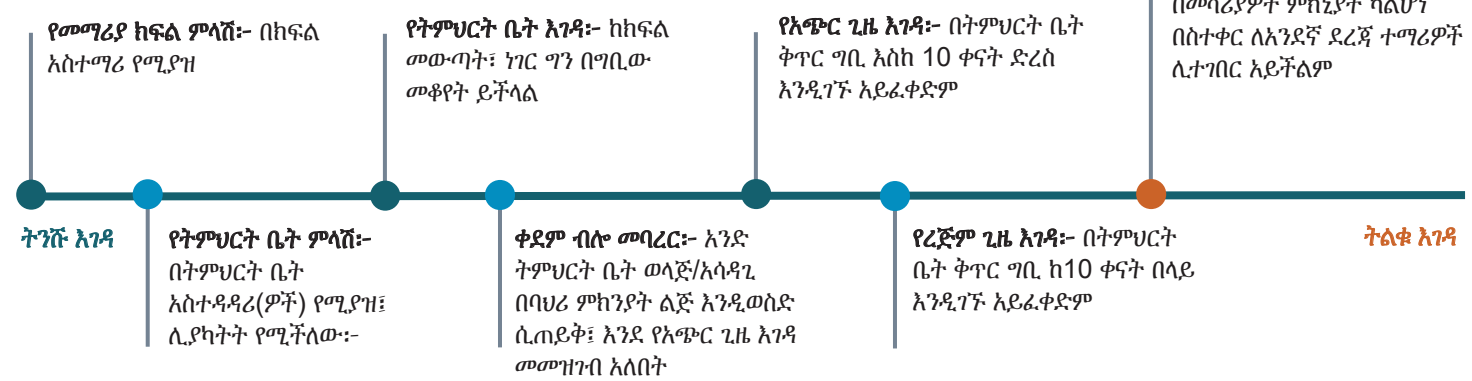 የመማሪያ ክፍል ምላሽ፦ በክፍል
አስተማሪ የሚያዝ
የትምህርት ቤት እገዳ፦ ከክፍል
መውጣት፣ ነገር ግን በግቢው
መቆየት ይችላል
የአጭር ጊዜ እገዳ፦ በትምህርት ቤት
ቅጥር ግቢ እስከ 10 ቀናት ድረስ
እንዲገኙ አይፈቀድም
በስተቀር ለአንደኛ ደረጃ ተማሪዎች
ሊተገበር አይችልም
ትንሹ እገዳ
የትምህርት ቤት ምላሽ፦
በትምህርት ቤት
አስተዳዳሪ(ዎች) የሚያዝ፤
ሊያካትት የሚችለው፦
ቀደም ብሎ መባረር፦ አንድ
ትምህርት ቤት ወላጅ/አሳዳጊ
በባህሪ ምክንያት ልጅ እንዲወስድ
ሲጠይቅ፤ እንደ የአጭር ጊዜ እገዳ
መመዝገብ አለበት
የረጅም ጊዜ እገዳ፦ በትምህርት
ቤት ቅጥር ግቢ ከ10 ቀናት በላይ
እንዲገኙ አይፈቀድም
ትልቁ እገዳ